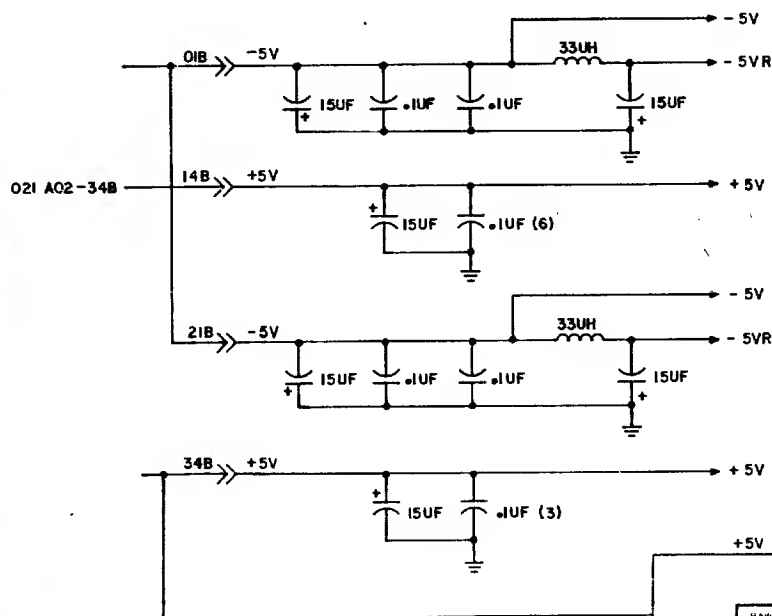 - 5V
01B -5V 33UH - 5VR
15UF .1UF .1UF 15UF
+ +
021 A02-34B 14B +5V + 5V
+ 15UF .1UF (6)
- 5V
21B -5V 33UH - 5VR
15UF .1UF .1UF 15UF
+ +
34B +5V + 5V
+ 15UF .1UF (3)
+5V